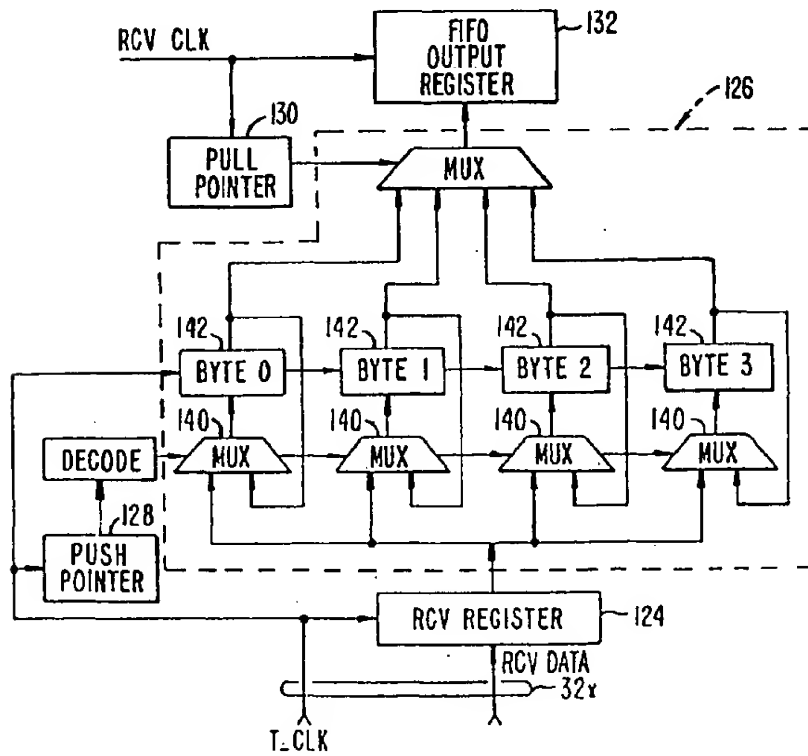 RCV CLK
FIFO
OUTPUT
REGISTER
132
126
130
PULL
POINTER
MUX
142
142
142
142
BYTE 0
BYTE 1
BYTE 2
BYTE 3
140
140
140
140
DECODE
MUX
MUX
MUX
MUX
128
PUSH
POINTER
RCV REGISTER
124
RCV DATA
32x
T_CLK